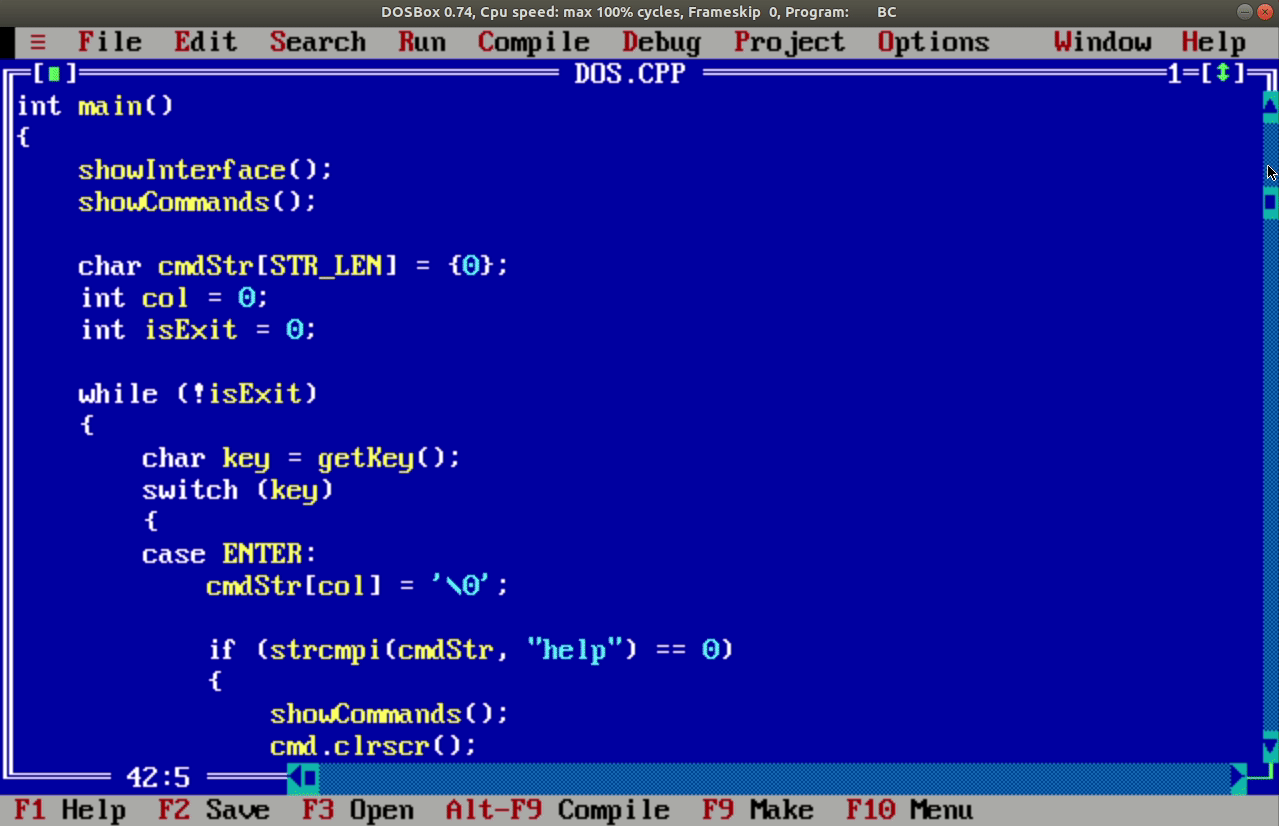 DOSBox 0.74, Cpu speed: max 100% cycles, Frameskip 0, Program: BC
≡ File Edit Search Run Compile Debug Project Options Window Help
[■] DOS.CPP 1=[↕]
int main()
{
    showInterface();
    showCommands();

    char cmdStr[STR_LEN] = {0};
    int col = 0;
    int isExit = 0;

    while (!isExit)
    {
        char key = getKey();
        switch (key)
        {
        case ENTER:
            cmdStr[col] = '\0';

            if (strcmpi(cmdStr, "help") == 0)
            {
                showCommands();
                cmd.clrscr();
42:5
F1 Help F2 Save F3 Open Alt-F9 Compile F9 Make F10 Menu